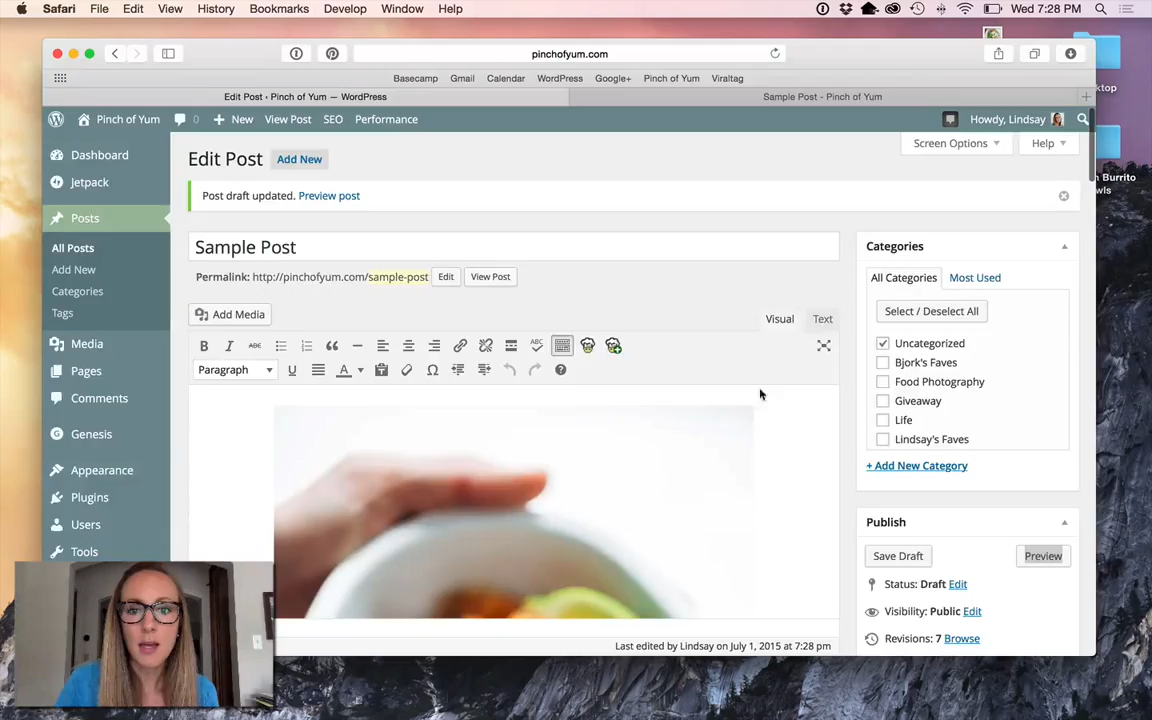 Safari File Edit View History Bookmarks Develop Window Help Wed 7:28 PM
pinchofyum.com
Basecamp Gmail Calendar WordPress Google+ Pinch of Yum Viraltag
Edit Post ‹ Pinch of Yum — WordPress Sample Post - Pinch of Yum
Pinch of Yum 0 New View Post SEO Performance Howdy, Lindsay
Edit Post Add New Screen Options Help
Post draft updated. Preview post
Dashboard
Jetpack
Posts
All Posts
Add New
Categories
Tags
Media
Pages
Comments
Genesis
Appearance
Plugins
Users
Tools
Sample Post
Permalink: http://pinchofyum.com/sample-post Edit View Post
Add Media Visual Text
B I ABC ABC
Paragraph U A Ω
Last edited by Lindsay on July 1, 2015 at 7:28 pm
Categories
All Categories Most Used
Select / Deselect All
Uncategorized
Bjork's Faves
Food Photography
Giveaway
Life
Lindsay's Faves
+ Add New Category
Publish
Save Draft Preview
Status: Draft Edit
Visibility: Public Edit
Revisions: 7 Browse